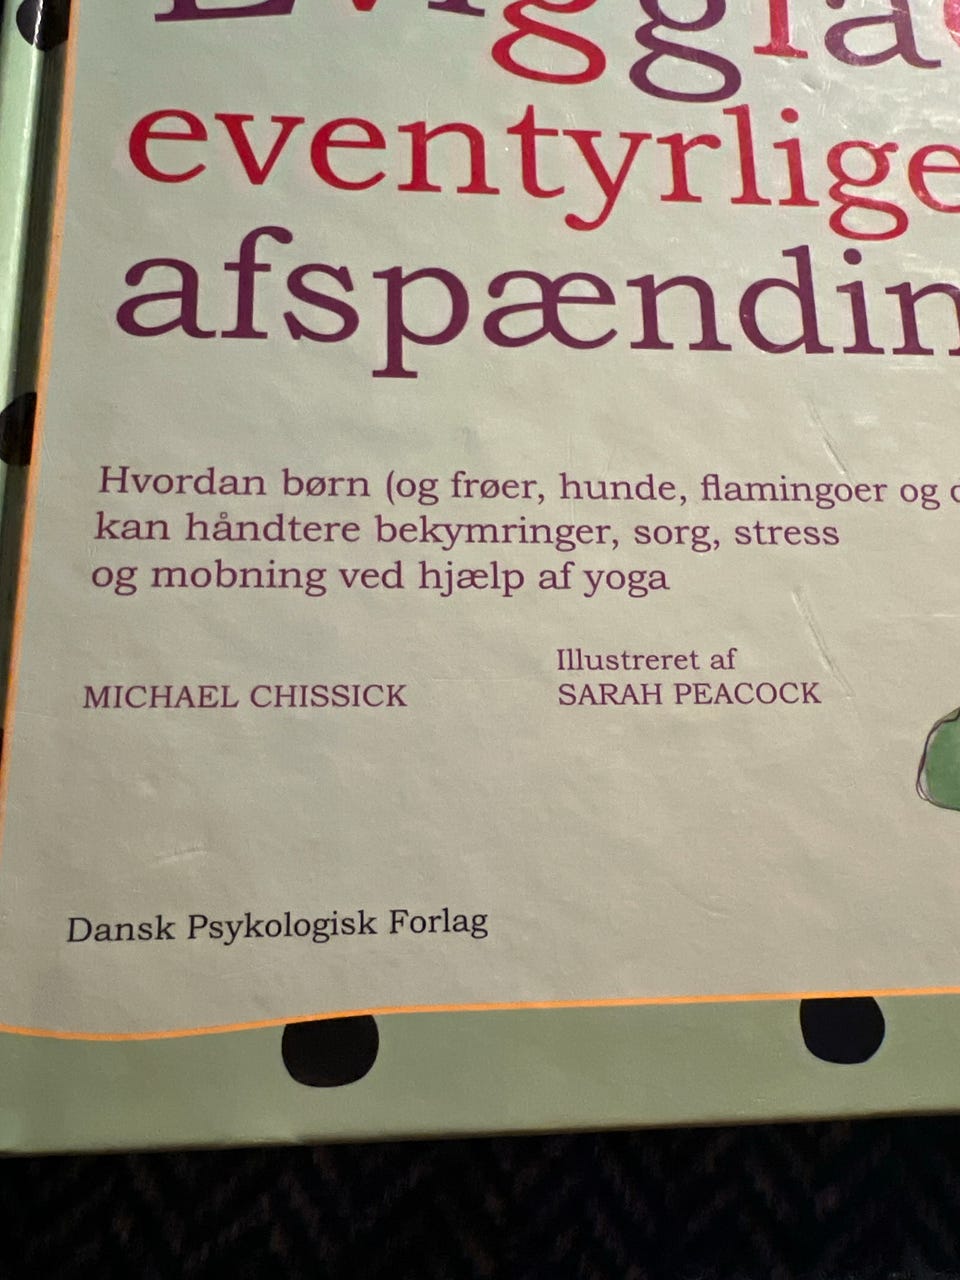 eventyrlige
afspændin
Hvordan børn (og frøer, hunde, flamingoer og
kan håndtere bekymringer, sorg, stress
og mobning ved hjælp af yoga
Illustreret af
MICHAEL CHISSICK SARAH PEACOCK
Dansk Psykologisk Forlag